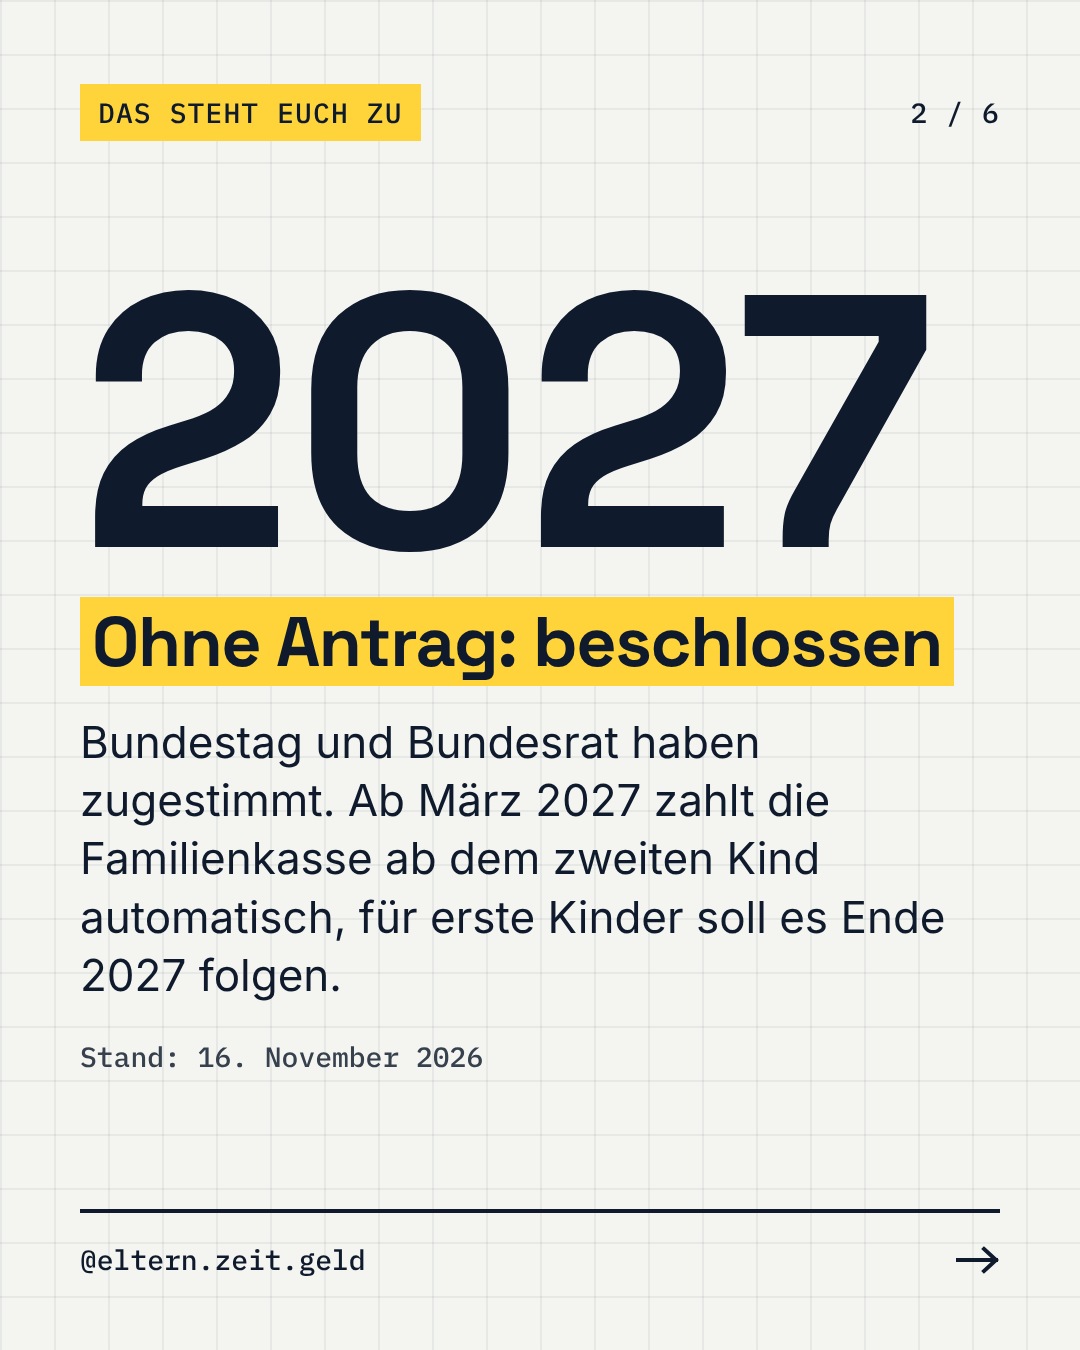 DAS STEHT EUCH ZU
2 / 6
2027
Ohne Antrag: beschlossen
Bundestag und Bundesrat haben
zugestimmt. Ab März 2027 zahlt die
Familienkasse ab dem zweiten Kind
automatisch, für erste Kinder soll es Ende
2027 folgen.
Stand: 16. November 2026
@eltern.zeit.geld
→